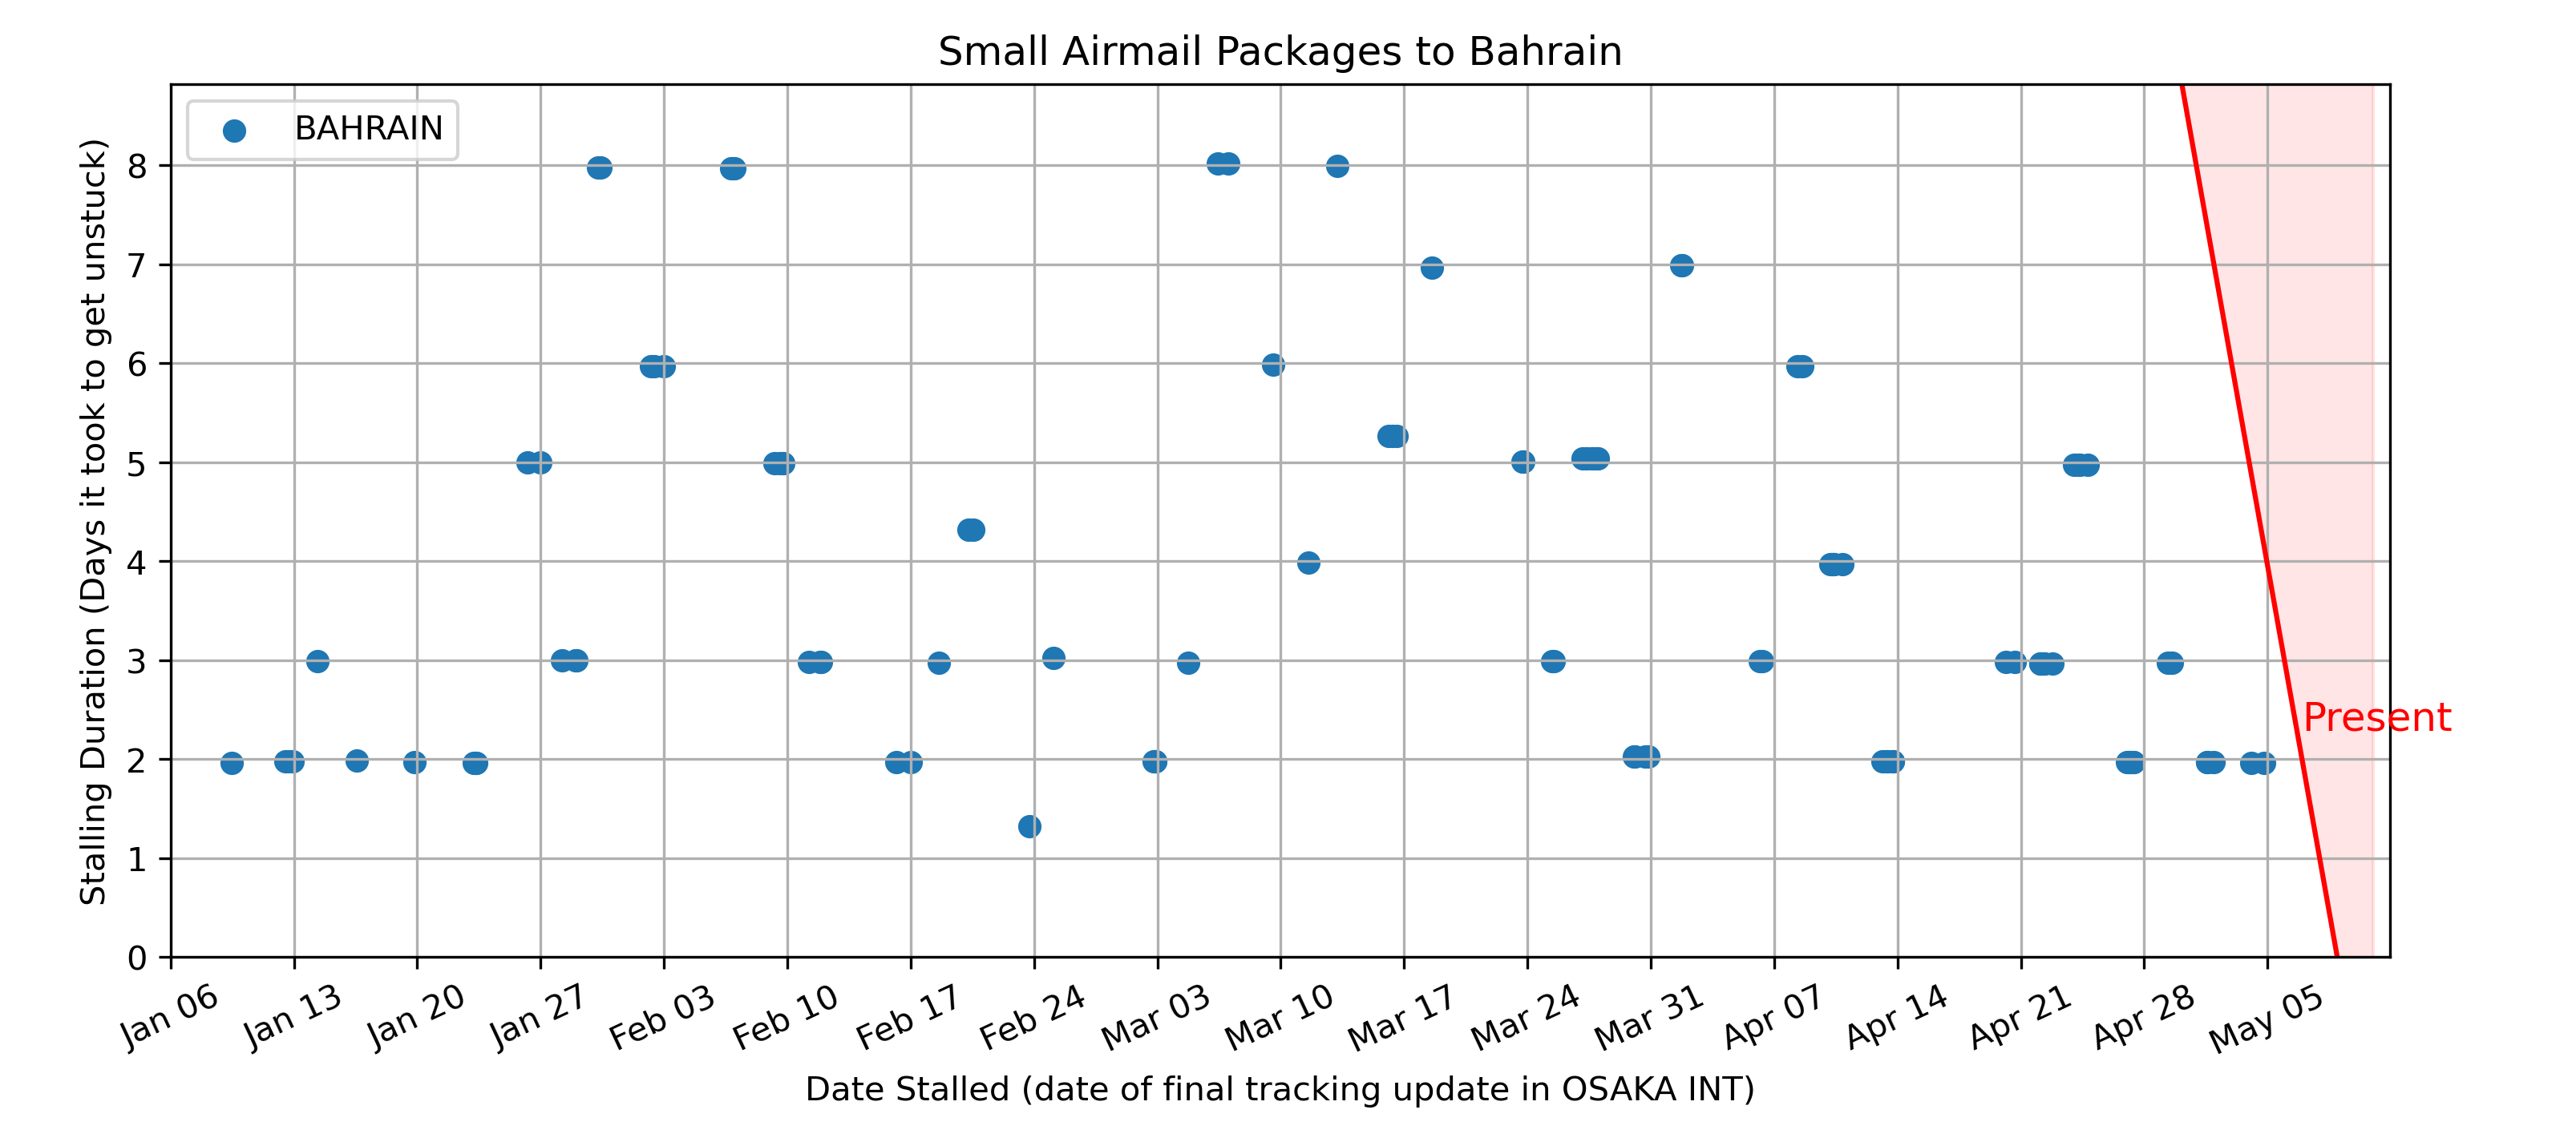 Small Airmail Packages to Bahrain
BAHRAIN
Stalling Duration (Days it took to get unstuck)
8
7
6
5
4
3
2
1
0
Present
Jan 06 Jan 13 Jan 20 Jan 27 Feb 03 Feb 10 Feb 17 Feb 24 Mar 03 Mar 10 Mar 17 Mar 24 Mar 31 Apr 07 Apr 14 Apr 21 Apr 28 May 05
Date Stalled (date of final tracking update in OSAKA INT)